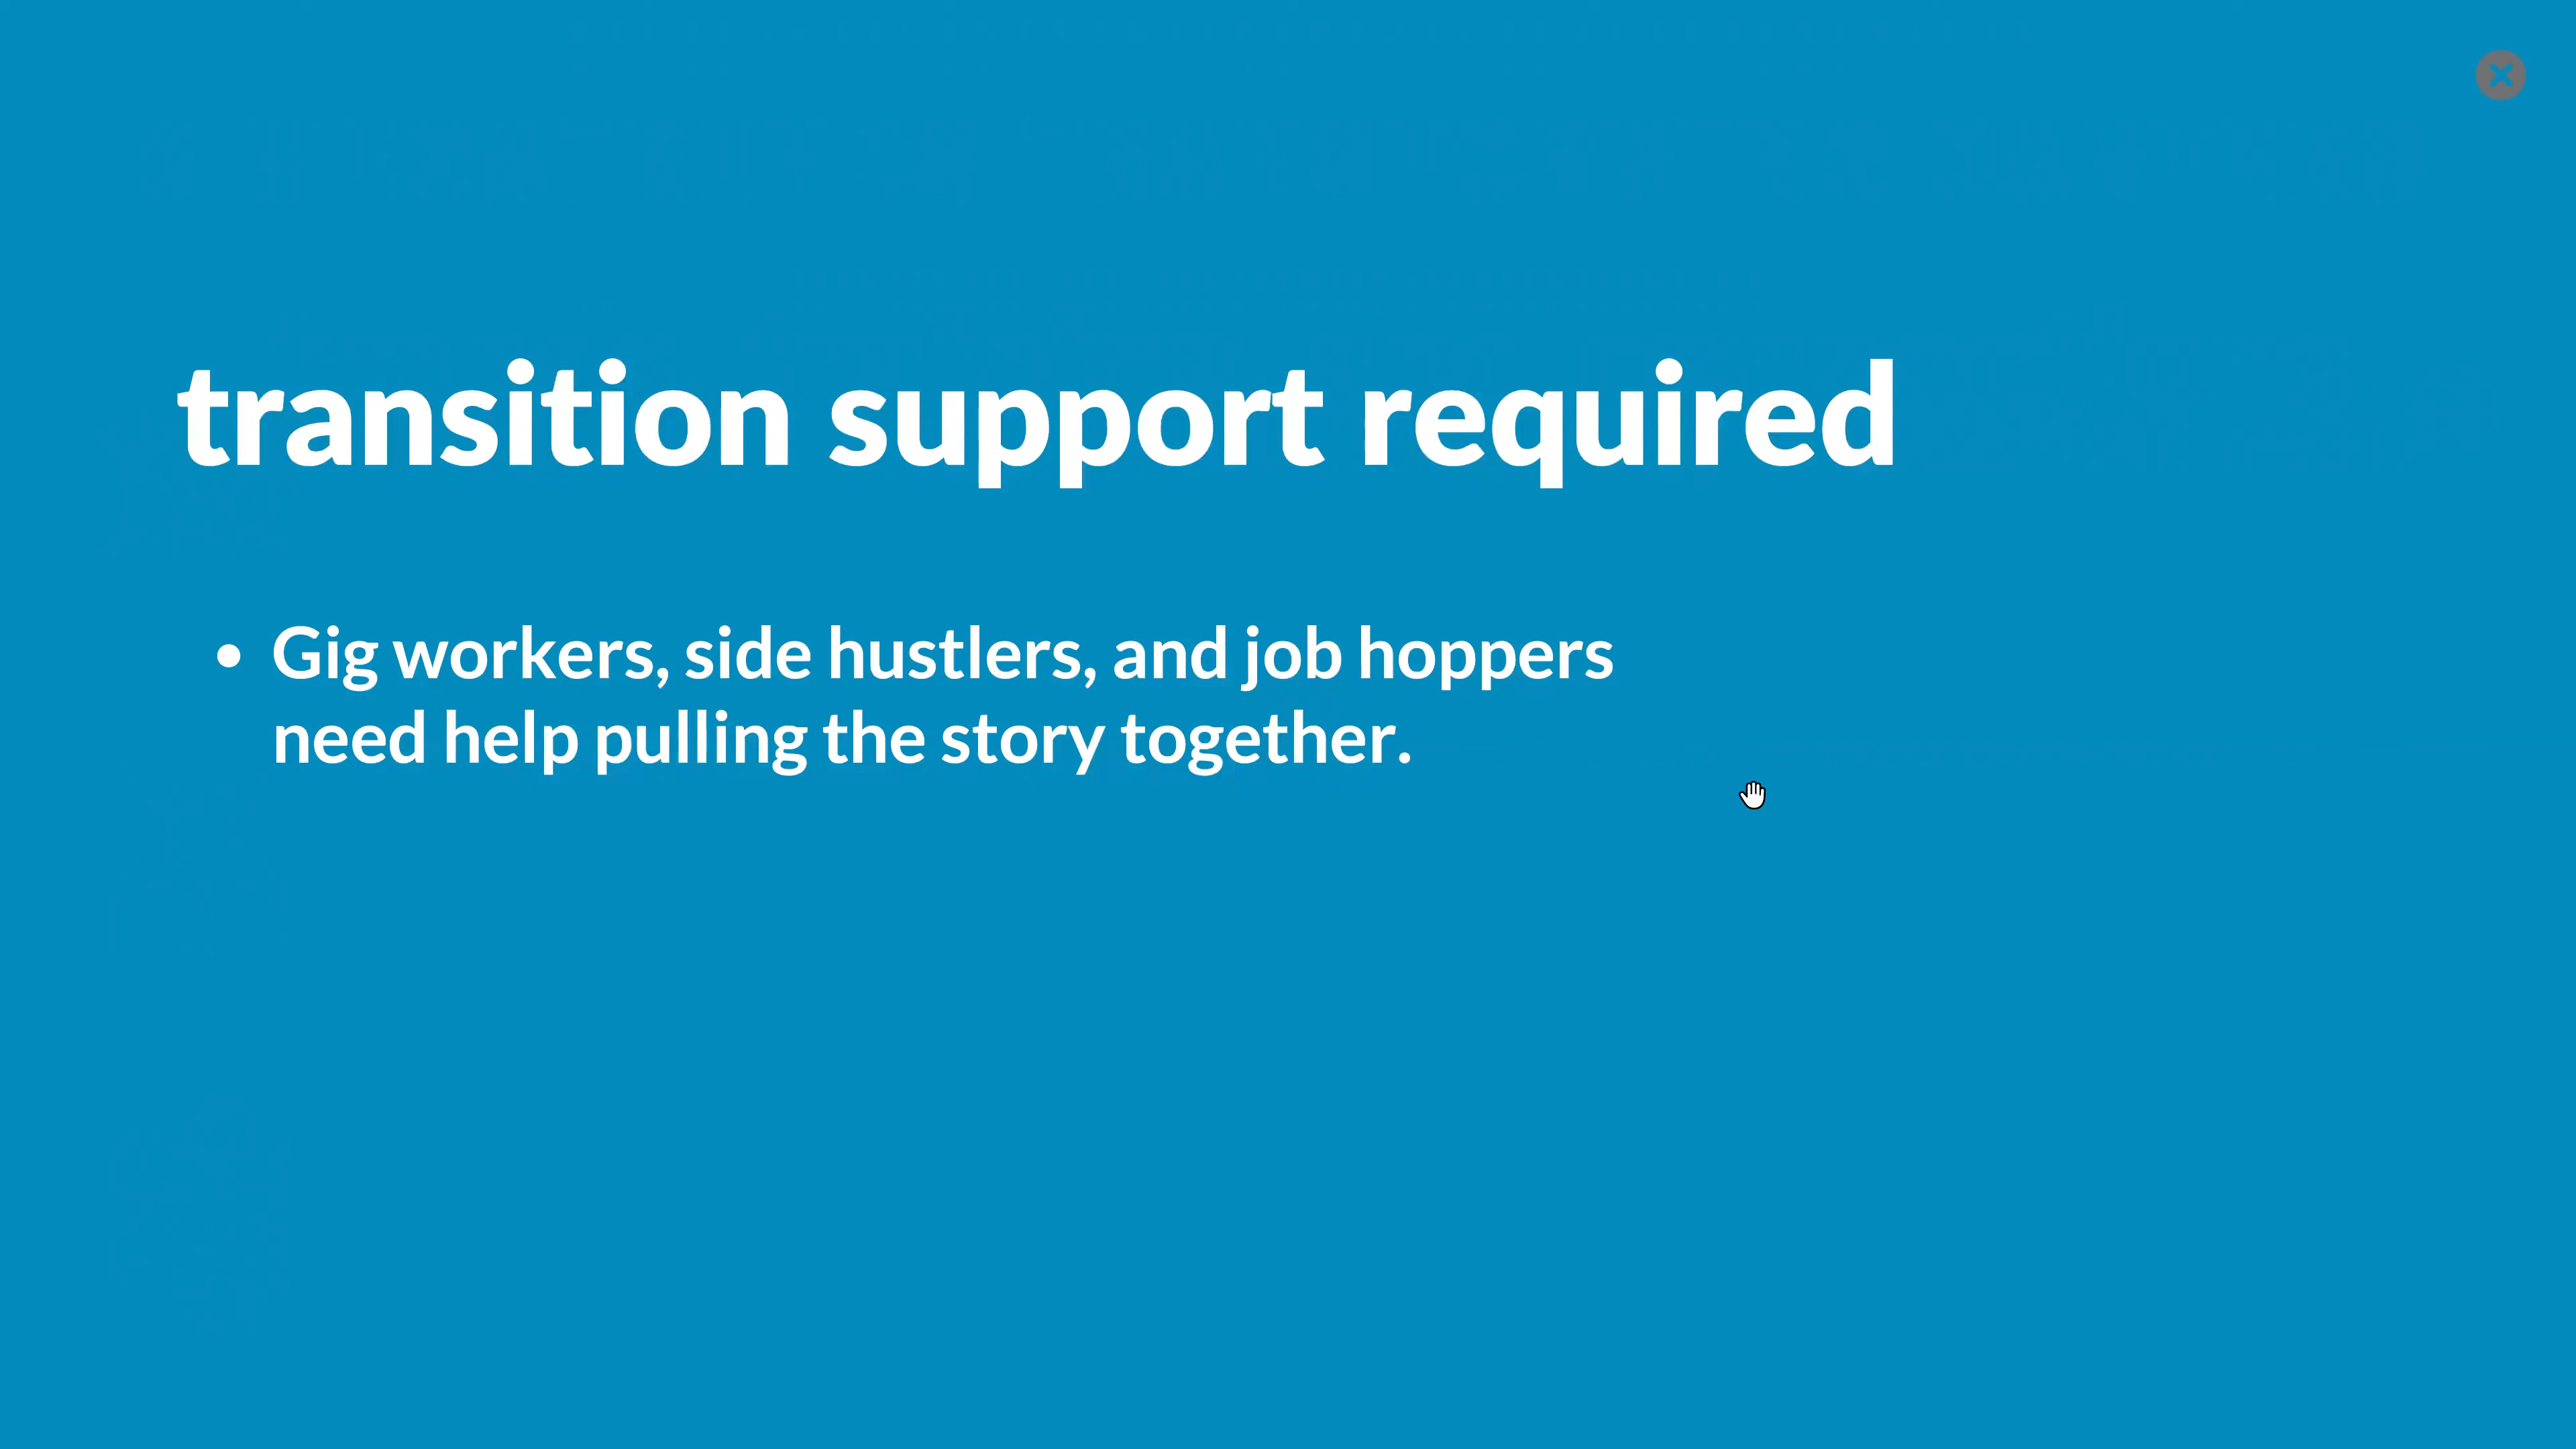 transition support required
• Gig workers, side hustlers, and job hoppers
need help pulling the story together.